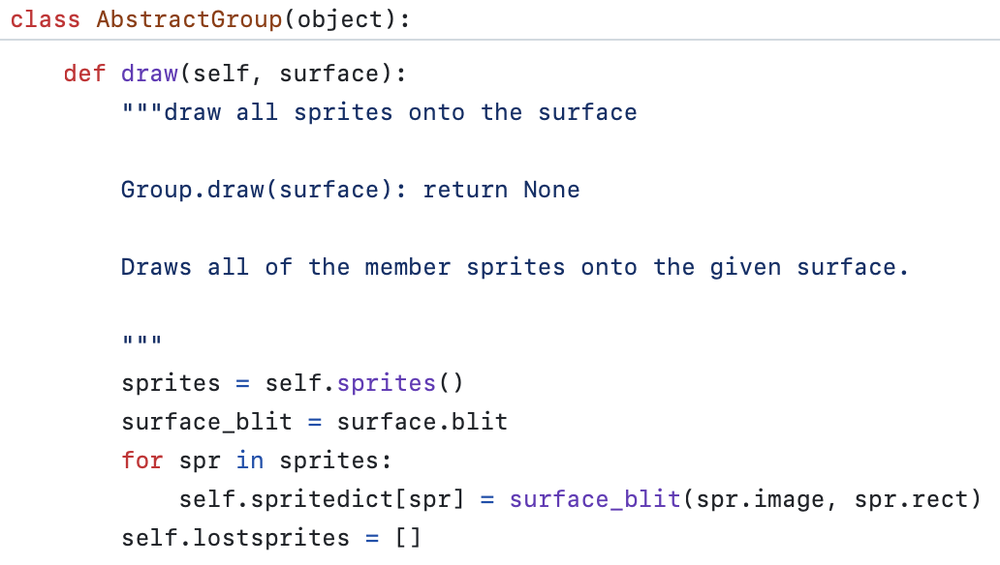 class AbstractGroup(object):
def draw(self, surface):
"""draw all sprites onto the surface
Group.draw(surface): return None
Draws all of the member sprites onto the given surface.
"""
sprites = self.sprites()
surface_blit = surface.blit
for spr in sprites:
self.spritedict[spr] = surface_blit(spr.image, spr.rect)
self.lostsprites = []